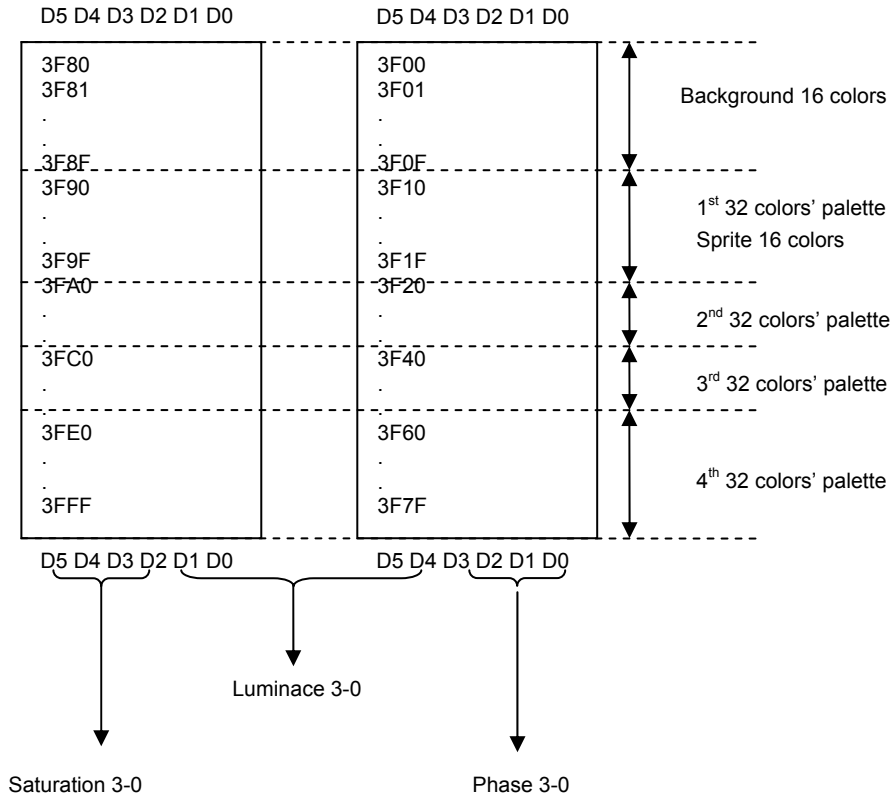 D5 D4 D3 D2 D1 D0
D5 D4 D3 D2 D1 D0
3F80
3F81
.
.
3F8F
3F90
.
.
3F9F
3FA0
.
.
3FC0
.
.
3FE0
.
.
3FFF
3F00
3F01
.
.
3F0F
3F10
.
.
3F1F
3F20
.
.
3F40
.
.
3F60
.
.
3F7F
Background 16 colors
1st 32 colors’ palette
Sprite 16 colors
2nd 32 colors’ palette
3rd 32 colors’ palette
4th 32 colors’ palette
D5 D4 D3 D2 D1 D0
D5 D4 D3 D2 D1 D0
Luminace 3-0
Saturation 3-0
Phase 3-0